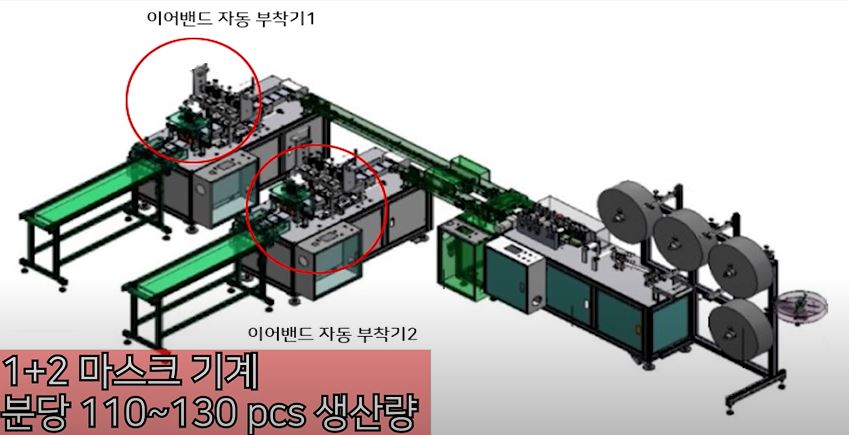 이어밴드 자동 부착기1
이어밴드 자동 부착기2
1+2 마스크 기계
분당 110~130 pcs 생산량